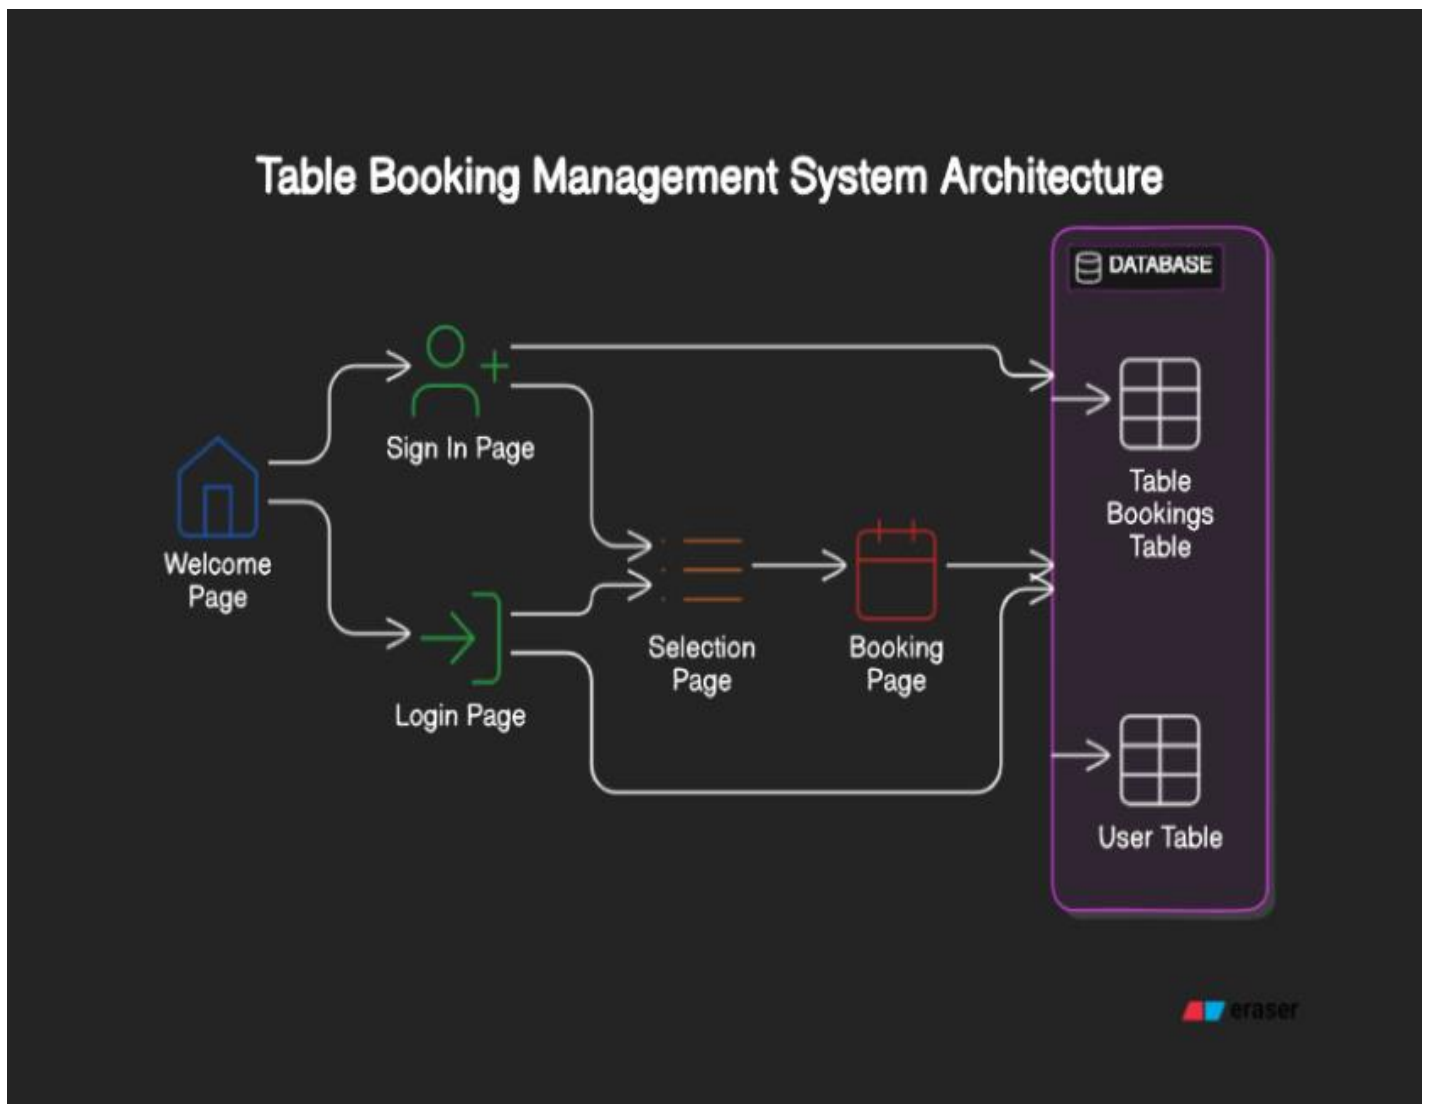 Table Booking Management System Architecture
DATABASE
Sign In Page
Table
Bookings
Table
Welcome
Page
Selection
Page
Booking
Page
Login Page
User Table
eraser